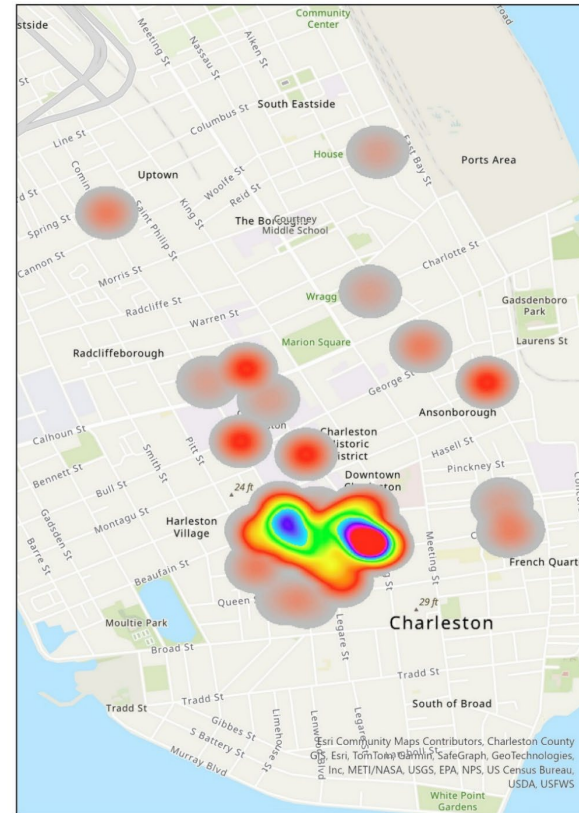 stside
Community
Center
Meeting St
Nassau St
Aiken St
South Eastside
Columbus St
Line St
House
East Bay St
Ports Area
Uptown
Woolfe St
Reid St
Saint Philip St
King St
Spring St
Cannon St
The
Courtney
Middle School
Morris St
Charlotte St
Radcliffe St
Wragg
Gadsdenboro
Park
Warren St
Laurens St
Marion Square
Radcliffeborough
George St
Ansonborough
Calhoun St
Charleston
Historic
District
Hasell St
Pitt St
Smith St
Pinckney St
Bennett St
Downtown
Bull St
24 ft
Montagu St
Harleston
Village
Gadsden St
Barre St
Meeting St
French Quart
Beaufain St
Queen
29 ft
Moultie Park
Legare St
Charleston
Broad St
Tradd St
Tradd St
Tradd St
South of Broad
Gibbes St
S Battery St
Murray Blvd
Limehouse St
Lenwood Blvd
Legare
Esri Community Maps Contributors, Charleston County
GIS, Esri, TomTom, Garmin, SafeGraph, GeoTechnologies,
Inc, METI/NASA, USGS, EPA, NPS, US Census Bureau,
USDA, USFWS
White Point
Gardens